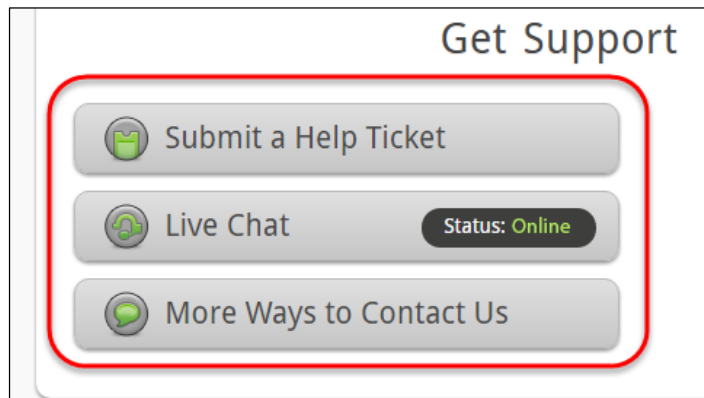 Get Support
Submit a Help Ticket
Live Chat
Status: Online
More Ways to Contact Us